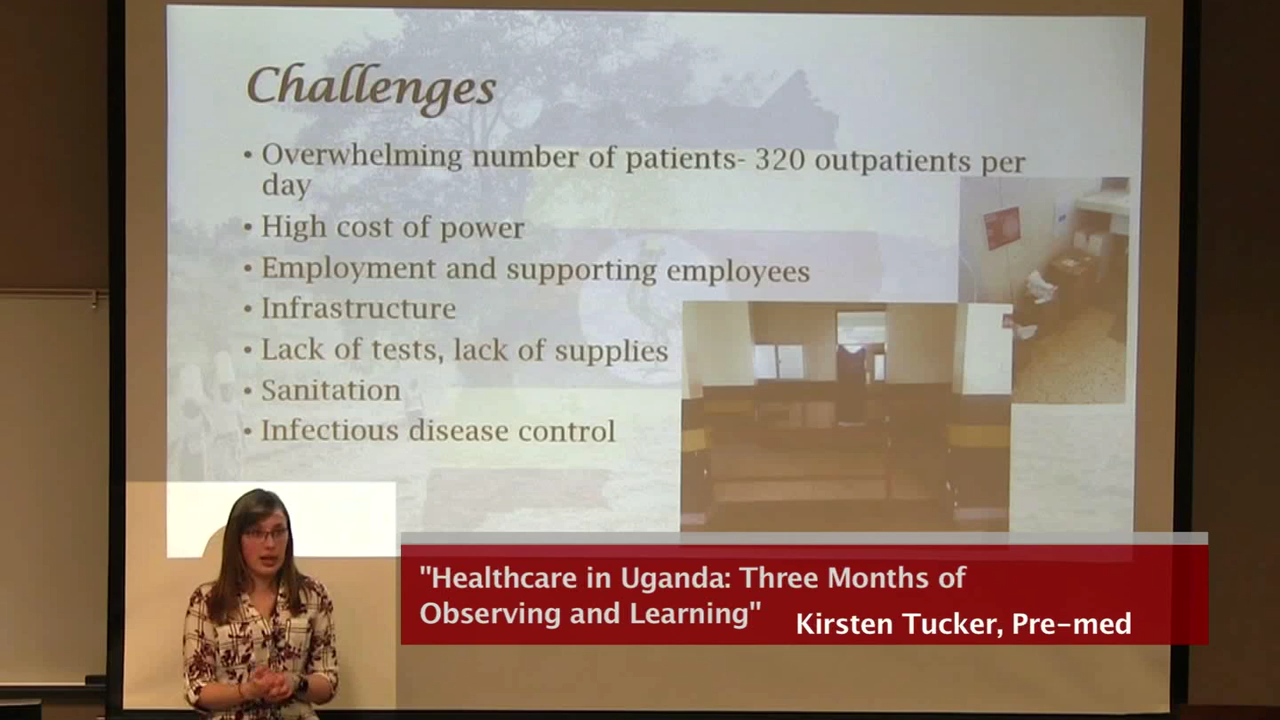 Challenges
• Overwhelming number of patients- 320 outpatients per
day
• High cost of power
• Employment and supporting employees
• Infrastructure
• Lack of tests, lack of supplies
• Sanitation
• Infectious disease control
"Healthcare in Uganda: Three Months of
Observing and Learning"
Kirsten Tucker, Pre-med